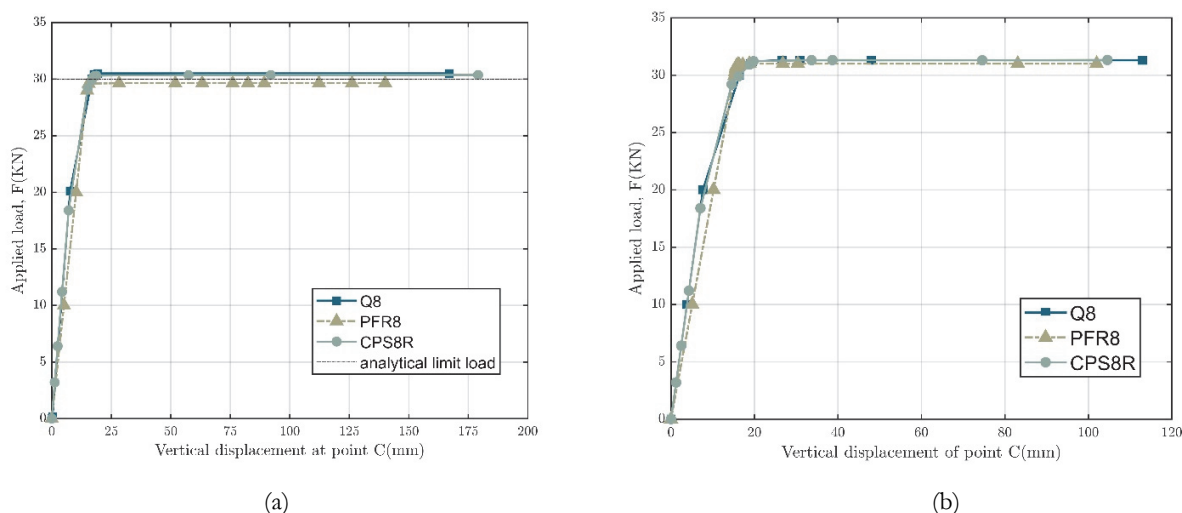 35
30
25
20
15
10
5
0
Applied load, F(KN)
Q8
PFR8
CPS8R
analytical limit load
0 25 50 75 100 125 150 175 200
Vertical displacement at point C(mm)
(a)
35
30
25
20
15
10
5
0
Applied load, F(KN)
Q8
PFR8
CPS8R
0 20 40 60 80 100 120
Vertical displacement of point C(mm)
(b)